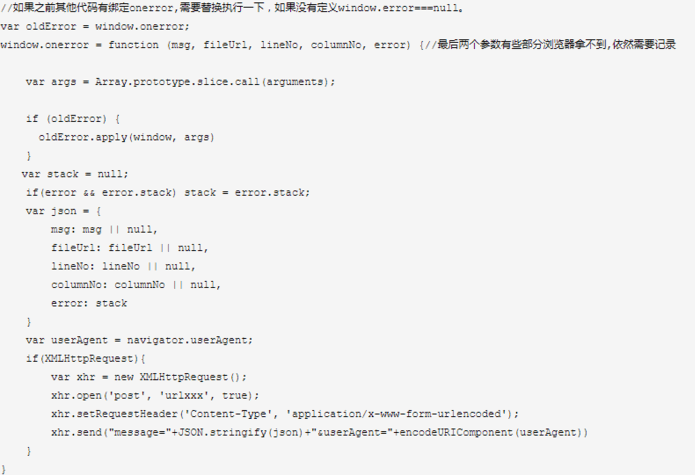 //如果之前其他代码有绑定onerror,需要替换执行一下，如果没有定义window.error===null。
var oldError = window.onerror;
window.onerror = function (msg, fileUrl, lineNo, columnNo, error) {//最后两个参数有些部分浏览器拿不到,依然需要记录
    var args = Array.prototype.slice.call(arguments);
    if (oldError) {
      oldError.apply(window, args)
    }
   var stack = null;
    if(error && error.stack) stack = error.stack;
    var json = {
        msg: msg || null,
        fileUrl: fileUrl || null,
        lineNo: lineNo || null,
        columnNo: columnNo || null,
        error: stack
    }
    var userAgent = navigator.userAgent;
    if(XMLHttpRequest){
        var xhr = new XMLHttpRequest();
        xhr.open('post', 'urlxxx', true);
        xhr.setRequestHeader('Content-Type', 'application/x-www-form-urlencoded');
        xhr.send("message="+JSON.stringify(json)+"&userAgent="+encodeURIComponent(userAgent))
    }
}